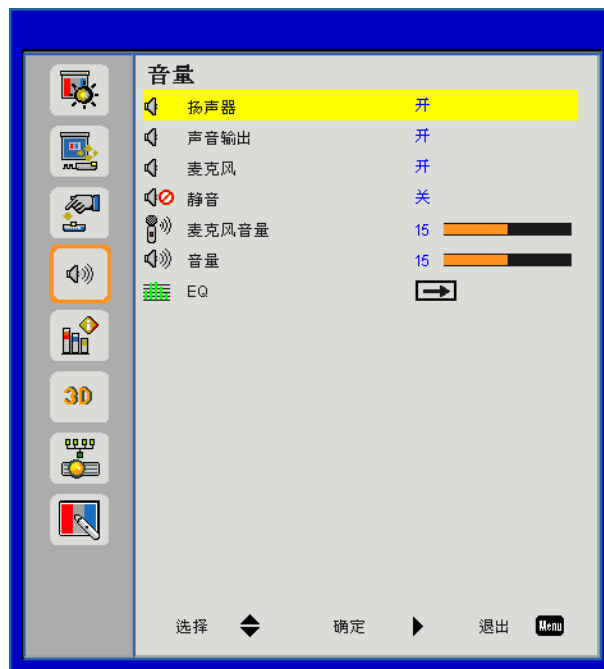 音量
扬声器 开
声音输出 开
麦克风 开
静音 关
麦克风音量 15
音量 15
EQ
3D
选择 确定 退出 Menu